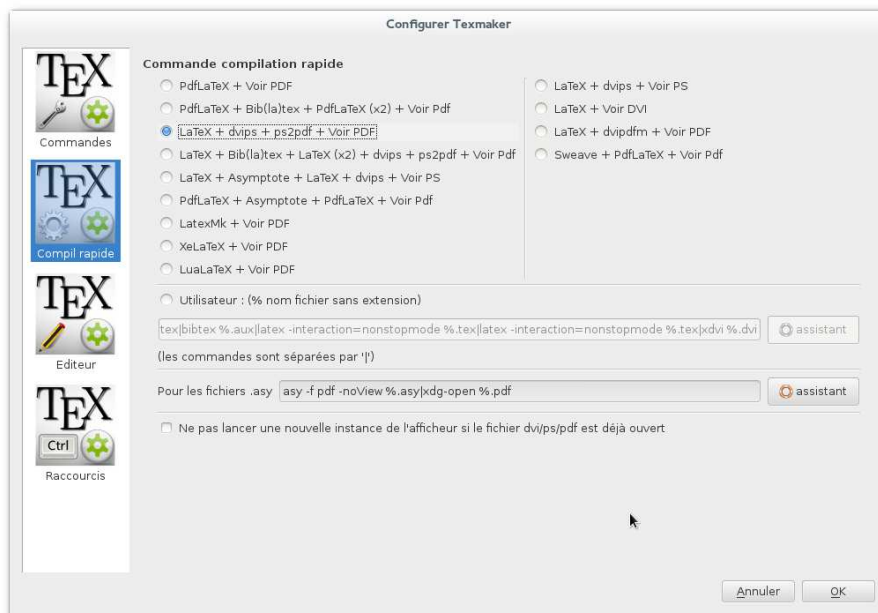 Configurer Texmaker
TEX
Commandes
TEX
Compil rapide
TEX
Editeur
TEX
Ctrl
Raccourcis
Commande compilation rapide
PdfLaTeX + Voir PDF
PdfLaTeX + Bib(la)tex + PdfLaTeX (x2) + Voir Pdf
LaTeX + dvips + ps2pdf + Voir PDF
LaTeX + Bib(la)tex + LaTeX (x2) + dvips + ps2pdf + Voir Pdf
LaTeX + Asymptote + LaTeX + dvips + Voir PS
PdfLaTeX + Asymptote + PdfLaTeX + Voir Pdf
LatexMk + Voir PDF
XeLaTeX + Voir PDF
LuaLaTeX + Voir PDF
LaTeX + dvips + Voir PS
LaTeX + Voir DVI
LaTeX + dvipdfm + Voir PDF
Sweave + PdfLaTeX + Voir Pdf
Utilisateur : (% nom fichier sans extension)
tex|bibtex %.aux|latex -interaction=nonstopmode %.tex|latex -interaction=nonstopmode %.tex|xdvi %.dvi
assistant
(les commandes sont séparées par '|')
Pour les fichiers .asy
asy -f pdf -noView %.asy|xdg-open %.pdf
assistant
Ne pas lancer une nouvelle instance de l'afficheur si le fichier dvi/ps/pdf est déjà ouvert
Annuler
OK